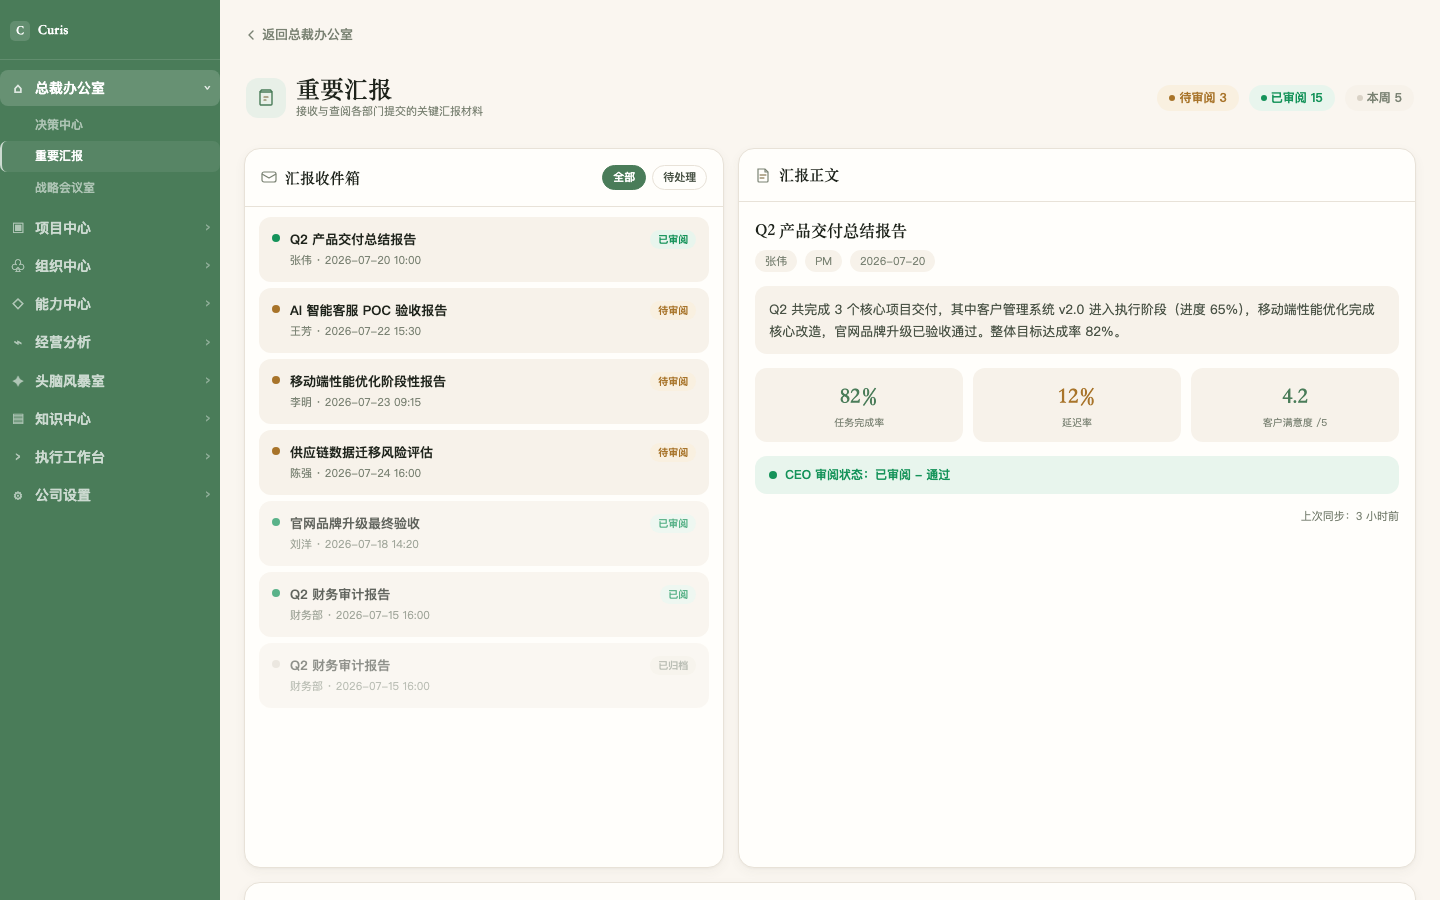 C Curis
总裁办公室
决策中心
重要汇报
战略会议室
项目中心
组织中心
能力中心
经营分析
头脑风暴室
知识中心
执行工作台
公司设置
返回总裁办公室
重要汇报
接收与查阅各部门提交的关键汇报材料
待审阅 3
已审阅 15
本周 5
汇报收件箱
全部
待处理
Q2 产品交付总结报告
已审阅
张伟 · 2026-07-20 10:00
AI 智能客服 POC 验收报告
待审阅
王芳 · 2026-07-22 15:30
移动端性能优化阶段性报告
待审阅
李明 · 2026-07-23 09:15
供应链数据迁移风险评估
待审阅
陈强 · 2026-07-24 16:00
官网品牌升级最终验收
已审阅
刘洋 · 2026-07-18 14:20
Q2 财务审计报告
已阅
财务部 · 2026-07-15 16:00
Q2 财务审计报告
已归档
财务部 · 2026-07-15 16:00
汇报正文
Q2 产品交付总结报告
张伟
PM
2026-07-20
Q2 共完成 3 个核心项目交付，其中客户管理系统 v2.0 进入执行阶段（进度 65%），移动端性能优化完成
核心改造，官网品牌升级已验收通过。整体目标达成率 82%。
82%
任务完成率
12%
延迟率
4.2
客户满意度 /5
CEO 审阅状态：已审阅 – 通过
上次同步：3 小时前